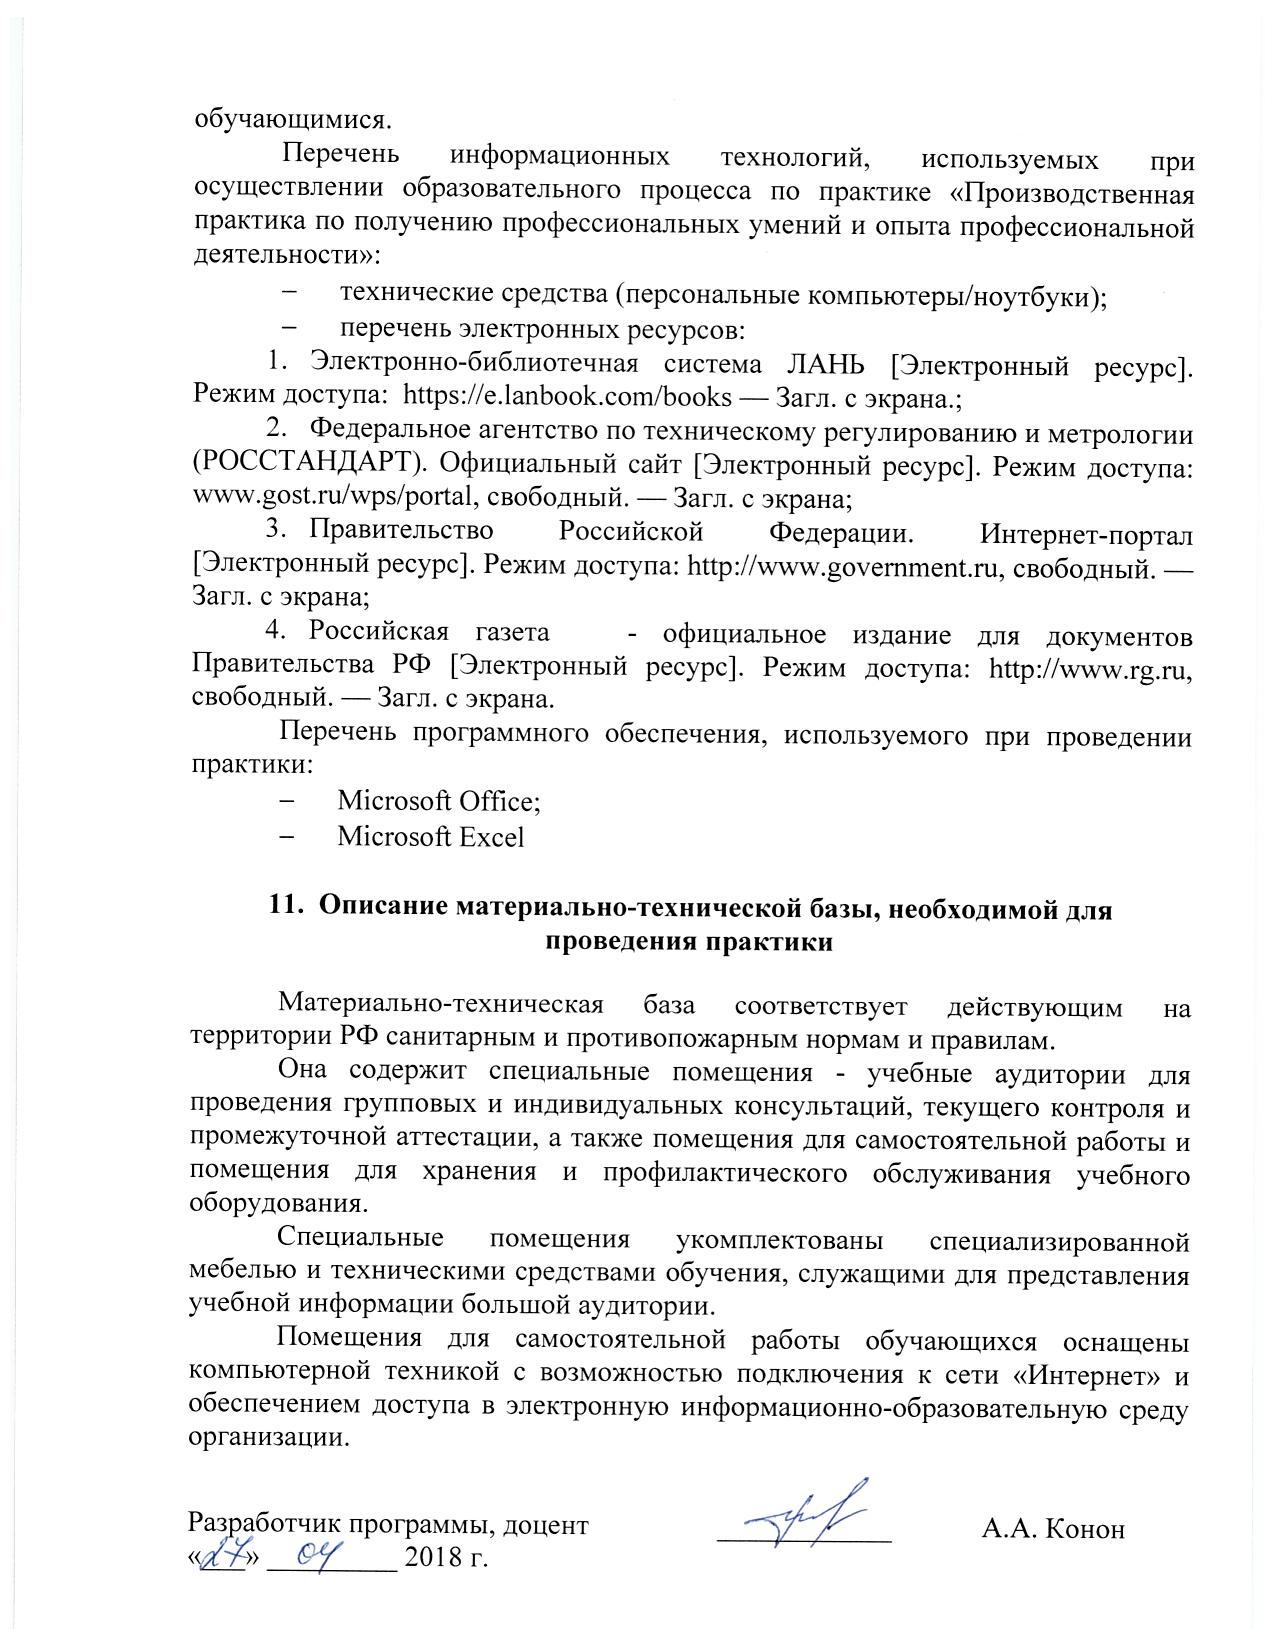 обучающимися.
Перечень информационных технологий, используемых при
осуществлении образовательного процесса по практике «Производственная
практика по получению профессиональных умений и опыта профессиональной
деятельности»:
− технические средства (персональные компьютеры/ноутбуки);
− перечень электронных ресурсов:
1. Электронно-библиотечная система ЛАНЬ [Электронный ресурс].
Режим доступа: https://e.lanbook.com/books — Загл. с экрана.;
2. Федеральное агентство по техническому регулированию и метрологии
(РОССТАНДАРТ). Официальный сайт [Электронный ресурс]. Режим доступа:
www.gost.ru/wps/portal, свободный. — Загл. с экрана;
3. Правительство Российской Федерации. Интернет-портал
[Электронный ресурс]. Режим доступа: http://www.government.ru, свободный. —
Загл. с экрана;
4. Российская газета - официальное издание для документов
Правительства РФ [Электронный ресурс]. Режим доступа: http://www.rg.ru,
свободный. — Загл. с экрана.
Перечень программного обеспечения, используемого при проведении
практики:
− Microsoft Office;
− Microsoft Excel
11. Описание материально-технической базы, необходимой для
проведения практики
Материально-техническая база соответствует действующим на
территории РФ санитарным и противопожарным нормам и правилам.
Она содержит специальные помещения - учебные аудитории для
проведения групповых и индивидуальных консультаций, текущего контроля и
промежуточной аттестации, а также помещения для самостоятельной работы и
помещения для хранения и профилактического обслуживания учебного
оборудования.
Специальные помещения укомплектованы специализированной
мебелью и техническими средствами обучения, служащими для представления
учебной информации большой аудитории.
Помещения для самостоятельной работы обучающихся оснащены
компьютерной техникой с возможностью подключения к сети «Интернет» и
обеспечением доступа в электронную информационно-образовательную среду
организации.
Разработчик программы, доцент ____________ А.А. Конон
«27» 04 2018 г.